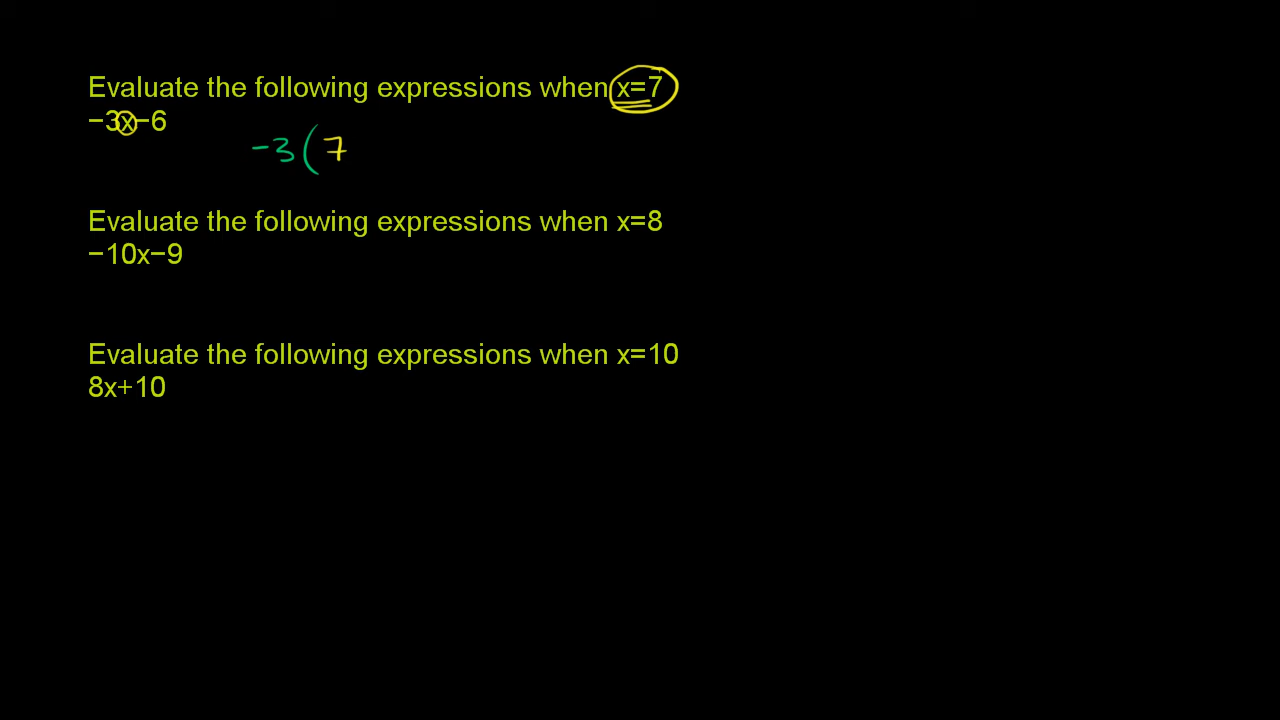 Evaluate the following expressions when x=7
−3x−6
-3(7
Evaluate the following expressions when x=8
−10x−9
Evaluate the following expressions when x=10
8x+10